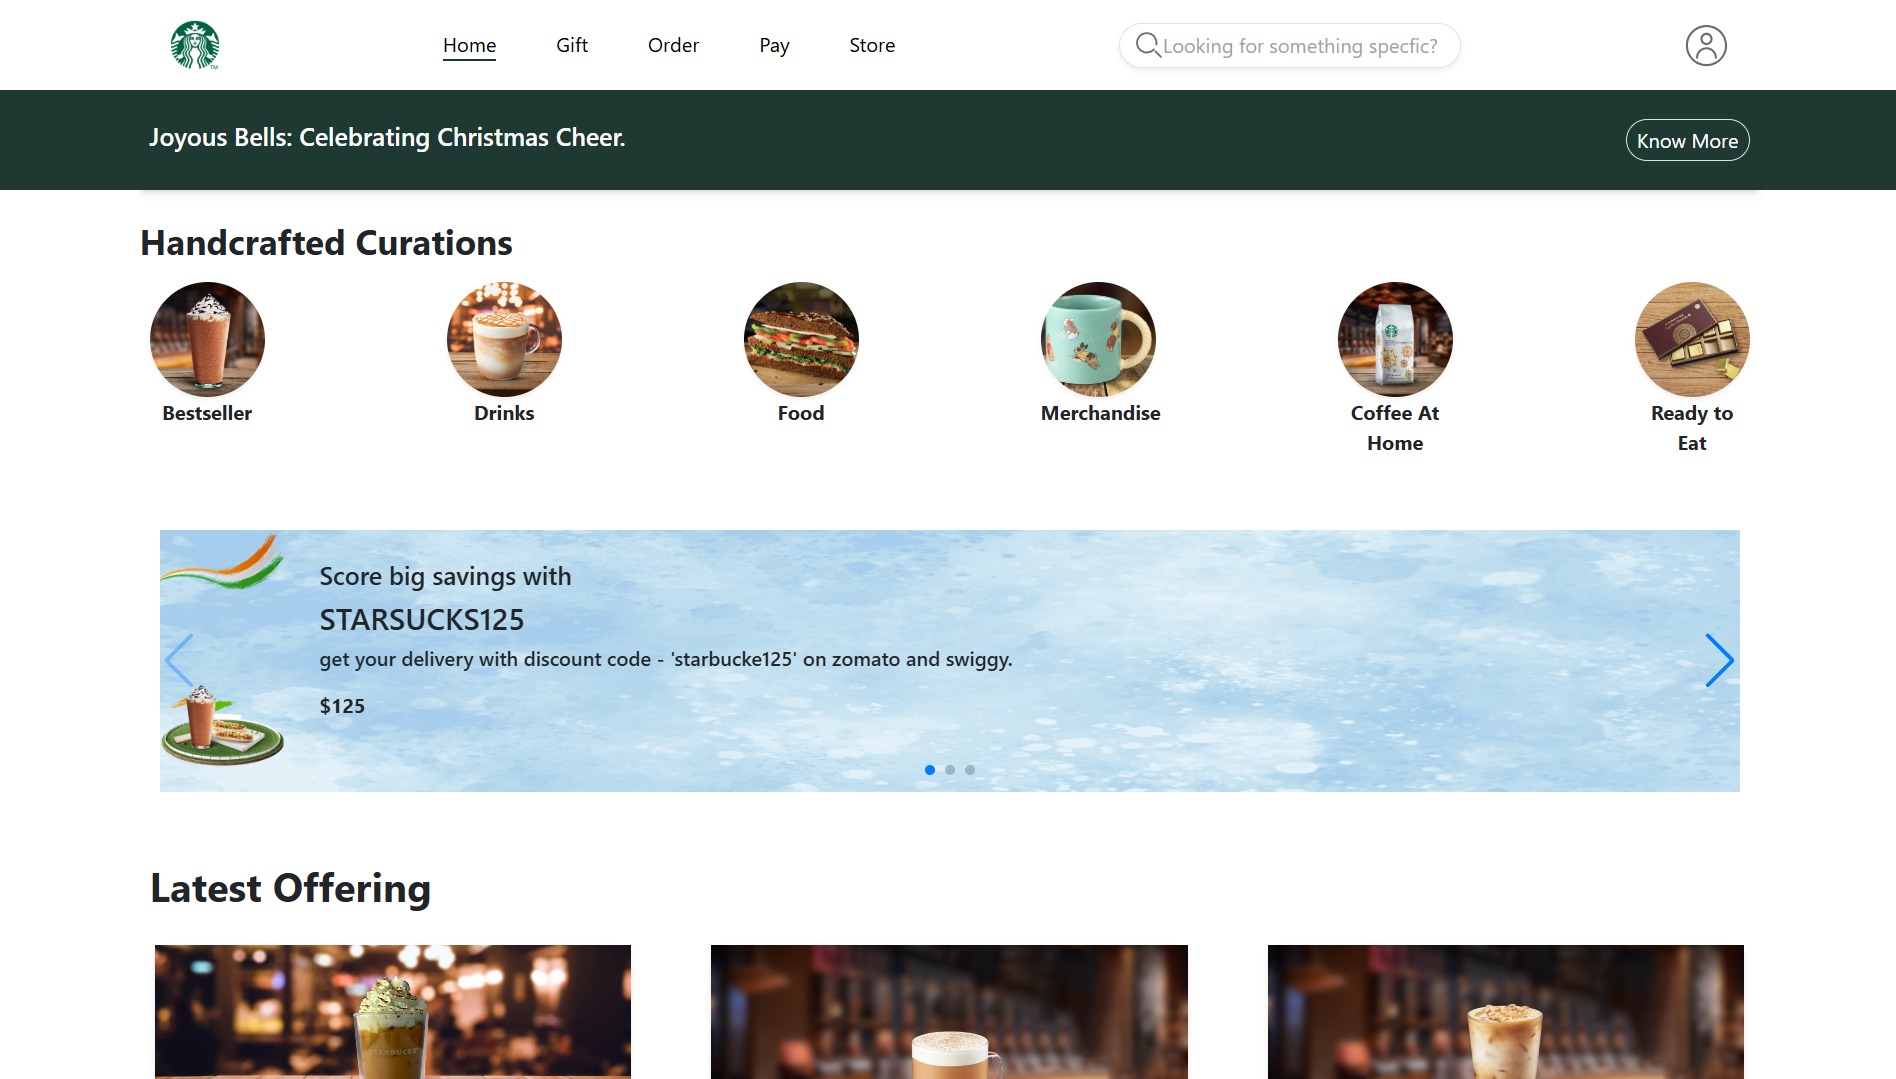 Home
Gift
Order
Pay
Store
Looking for something specfic?
Joyous Bells: Celebrating Christmas Cheer.
Know More
Handcrafted Curations
Bestseller
Drinks
Food
Merchandise
Coffee At
Home
Ready to
Eat
Score big savings with
STARSUCKS125
get your delivery with discount code - 'starbucke125' on zomato and swiggy.
$125
Latest Offering
STARBUCKS